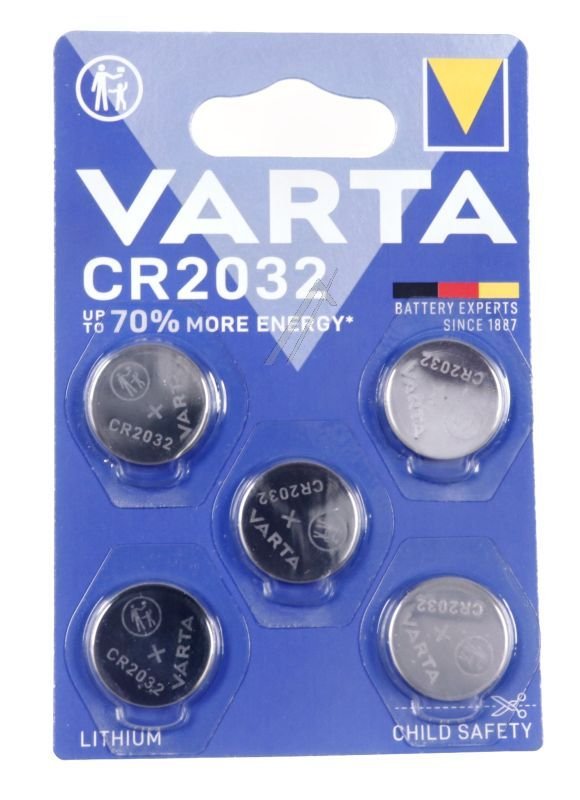 VARTA
CR2032
UP TO 70% MORE ENERGY*
BATTERY EXPERTS
SINCE 1887
CR2032
VARTA
CR2032
VARTA
CR2032
VARTA
CR2032
VARTA
CR2032
VARTA
LITHIUM
CHILD SAFETY